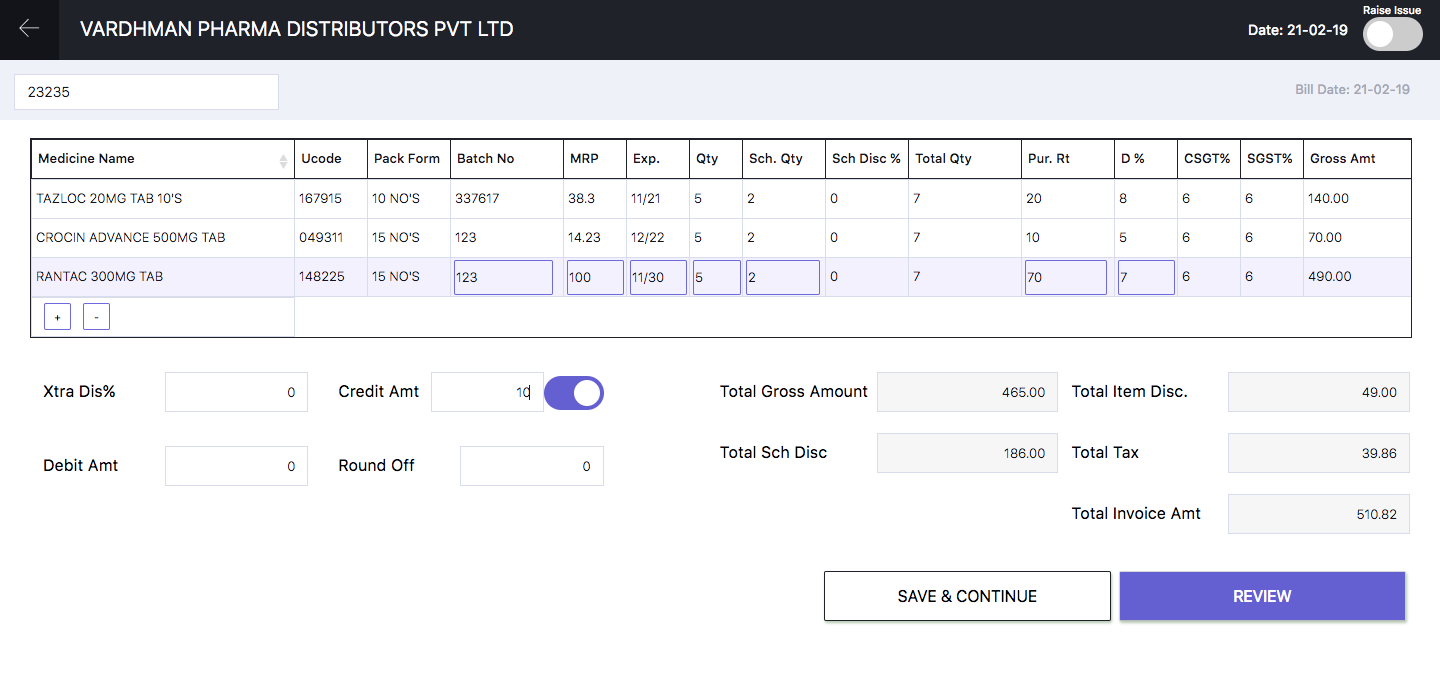 VARDHMAN PHARMA DISTRIBUTORS PVT LTD Date: 21-02-19 Raise Issue
23235 Bill Date: 21-02-19
Medicine Name Ucode Pack Form Batch No MRP Exp. Qty Sch. Qty Sch Disc % Total Qty Pur. Rt D % CSGT% SGST% Gross Amt
TAZLOC 20MG TAB 10'S 167915 10 NO'S 337617 38.3 11/21 5 2 0 7 20 8 6 6 140.00
CROCIN ADVANCE 500MG TAB 049311 15 NO'S 123 14.23 12/22 5 2 0 7 10 5 6 6 70.00
RANTAC 300MG TAB 148225 15 NO'S 123 100 11/30 5 2 0 7 70 7 6 6 490.00
+ -
Xtra Dis% 0 Credit Amt 10 Total Gross Amount 465.00 Total Item Disc. 49.00
Debit Amt 0 Round Off 0 Total Sch Disc 186.00 Total Tax 39.86
Total Invoice Amt 510.82
SAVE & CONTINUE REVIEW